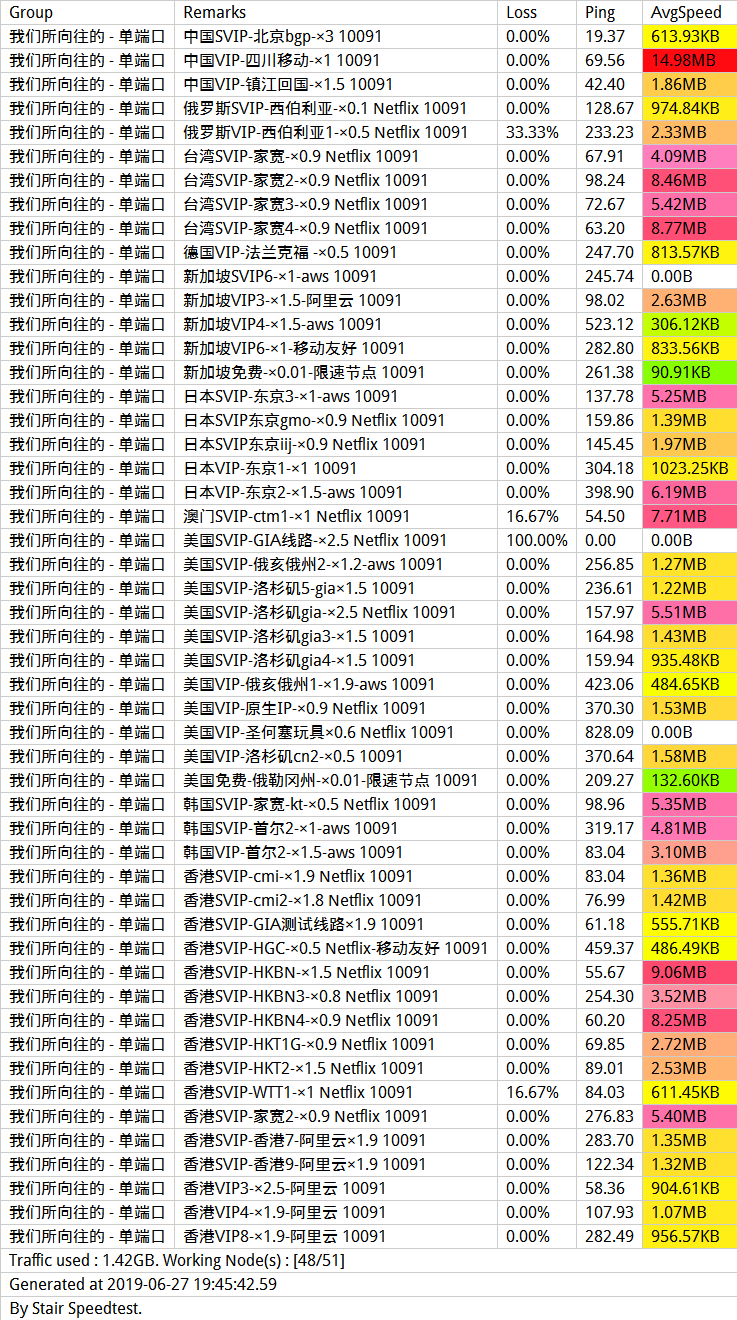 Group Remarks Loss Ping AvgSpeed
我们所向往的 - 单端口 中国SVIP-北京bgp-×3 10091 0.00% 19.37 613.93KB
我们所向往的 - 单端口 中国SVIP-四川移动-×1 10091 0.00% 69.56 14.98MB
我们所向往的 - 单端口 中国VIP-镇江回国-×1.5 10091 0.00% 42.40 1.86MB
我们所向往的 - 单端口 俄罗斯SVIP-西伯利亚-×0.1 Netflix 10091 0.00% 128.67 974.84KB
我们所向往的 - 单端口 俄罗斯VIP-西伯利亚1-×0.5 Netflix 10091 33.33% 233.23 2.33MB
我们所向往的 - 单端口 台湾SVIP-家宽-×0.9 Netflix 10091 0.00% 67.91 4.09MB
我们所向往的 - 单端口 台湾SVIP-家宽2-×0.9 Netflix 10091 0.00% 98.24 8.46MB
我们所向往的 - 单端口 台湾SVIP-家宽3-×0.9 Netflix 10091 0.00% 72.67 5.42MB
我们所向往的 - 单端口 台湾SVIP-家宽4-×0.9 Netflix 10091 0.00% 63.20 8.77MB
我们所向往的 - 单端口 德国VIP-法兰克福 -×0.5 10091 0.00% 247.70 813.57KB
我们所向往的 - 单端口 新加坡SVIP6-×1-aws 10091 0.00% 245.74 0.00B
我们所向往的 - 单端口 新加坡VIP3-×1.5-阿里云 10091 0.00% 98.02 2.63MB
我们所向往的 - 单端口 新加坡VIP4-×1.5-aws 10091 0.00% 523.12 306.12KB
我们所向往的 - 单端口 新加坡VIP6-×1-移动友好 10091 0.00% 282.80 833.56KB
我们所向往的 - 单端口 新加坡免费-×0.01-限速节点 10091 0.00% 261.38 90.91KB
我们所向往的 - 单端口 日本SVIP-东京3-×1-aws 10091 0.00% 137.78 5.25MB
我们所向往的 - 单端口 日本SVIP东京gmo-×0.9 Netflix 10091 0.00% 159.86 1.39MB
我们所向往的 - 单端口 日本SVIP东京iij-×0.9 Netflix 10091 0.00% 145.45 1.97MB
我们所向往的 - 单端口 日本VIP-东京1-×1 10091 0.00% 304.18 1023.25KB
我们所向往的 - 单端口 日本VIP-东京2-×1.5-aws 10091 0.00% 398.90 6.19MB
我们所向往的 - 单端口 澳门SVIP-ctm1-×1 Netflix 10091 16.67% 54.50 7.71MB
我们所向往的 - 单端口 美国SVIP-GIA线路-×2.5 Netflix 10091 100.00% 0.00 0.00B
我们所向往的 - 单端口 美国SVIP-俄亥俄州2-×1.2-aws 10091 0.00% 256.85 1.27MB
我们所向往的 - 单端口 美国SVIP-洛杉矶5-gia×1.5 10091 0.00% 236.61 1.22MB
我们所向往的 - 单端口 美国SVIP-洛杉矶gia-×2.5 Netflix 10091 0.00% 157.97 5.51MB
我们所向往的 - 单端口 美国SVIP-洛杉矶gia3-×1.5 10091 0.00% 164.98 1.43MB
我们所向往的 - 单端口 美国SVIP-洛杉矶gia4-×1.5 10091 0.00% 159.94 935.48KB
我们所向往的 - 单端口 美国VIP-俄亥俄州1-×1.9-aws 10091 0.00% 423.06 484.65KB
我们所向往的 - 单端口 美国VIP-原生IP-×0.9 Netflix 10091 0.00% 370.30 1.53MB
我们所向往的 - 单端口 美国VIP-圣何塞玩具×0.6 Netflix 10091 0.00% 828.09 0.00B
我们所向往的 - 单端口 美国VIP-洛杉矶cn2-×0.5 10091 0.00% 370.64 1.58MB
我们所向往的 - 单端口 美国免费-俄勒冈州-×0.01-限速节点 10091 0.00% 209.27 132.60KB
我们所向往的 - 单端口 韩国SVIP-家宽-kt-×0.5 Netflix 10091 0.00% 98.96 5.35MB
我们所向往的 - 单端口 韩国SVIP-首尔2-×1-aws 10091 0.00% 319.17 4.81MB
我们所向往的 - 单端口 韩国VIP-首尔2-×1.5-aws 10091 0.00% 83.04 3.10MB
我们所向往的 - 单端口 香港SVIP-cmi-×1.9 Netflix 10091 0.00% 83.04 1.36MB
我们所向往的 - 单端口 香港SVIP-cmi2-×1.8 Netflix 10091 0.00% 76.99 1.42MB
我们所向往的 - 单端口 香港SVIP-GIA测试线路×1.9 10091 0.00% 61.18 555.71KB
我们所向往的 - 单端口 香港SVIP-HGC-×0.5 Netflix-移动友好 10091 0.00% 459.37 486.49KB
我们所向往的 - 单端口 香港SVIP-HKBN-×1.5 Netflix 10091 0.00% 55.67 9.06MB
我们所向往的 - 单端口 香港SVIP-HKBN3-×0.8 Netflix 10091 0.00% 254.30 3.52MB
我们所向往的 - 单端口 香港SVIP-HKBN4-×0.9 Netflix 10091 0.00% 60.20 8.25MB
我们所向往的 - 单端口 香港SVIP-HKT1G-×0.9 Netflix 10091 0.00% 69.85 2.72MB
我们所向往的 - 单端口 香港SVIP-HKT2-×1.5 Netflix 10091 0.00% 89.01 2.53MB
我们所向往的 - 单端口 香港SVIP-WTT1-×1 Netflix 10091 16.67% 84.03 611.45KB
我们所向往的 - 单端口 香港SVIP-家宽2-×0.9 Netflix 10091 0.00% 276.83 5.40MB
我们所向往的 - 单端口 香港SVIP-香港7-阿里云×1.9 10091 0.00% 283.70 1.35MB
我们所向往的 - 单端口 香港SVIP-香港9-阿里云×1.9 10091 0.00% 122.34 1.32MB
我们所向往的 - 单端口 香港VIP3-×2.5-阿里云 10091 0.00% 58.36 904.61KB
我们所向往的 - 单端口 香港VIP4-×1.9-阿里云 10091 0.00% 107.93 1.07MB
我们所向往的 - 单端口 香港VIP8-×1.9-阿里云 10091 0.00% 282.49 956.57KB
Traffic used : 1.42GB. Working Node(s) : [48/51]
Generated at 2019-06-27 19:45:42.59
By Stair Speedtest.